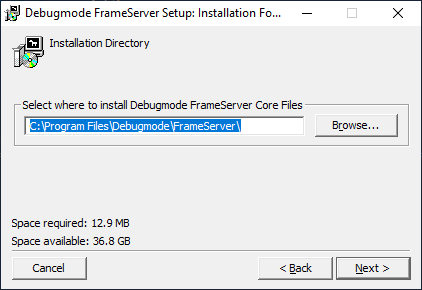 Debugmode FrameServer Setup: Installation Fo...
Installation Directory
Select where to install Debugmode FrameServer Core Files
C:\Program Files\Debugmode\FrameServer\
Browse...
Space required: 12.9 MB
Space available: 36.8 GB
Cancel
< Back
Next >